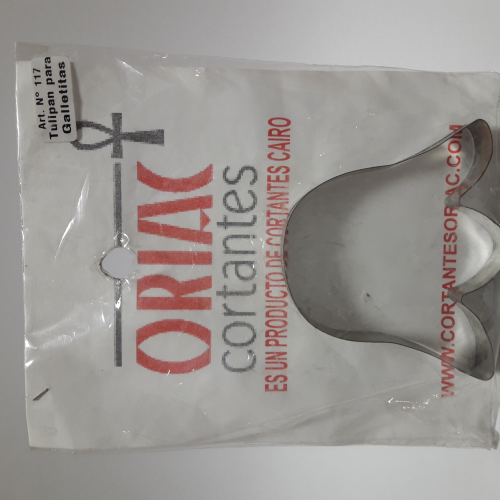 Art. N° 117
Tulipan para
Galletitas
ORIAC
cortantes
ES UN PRODUCTO DE CORTANTES CAIRO
WWW.CORTANTESORIAC.COM